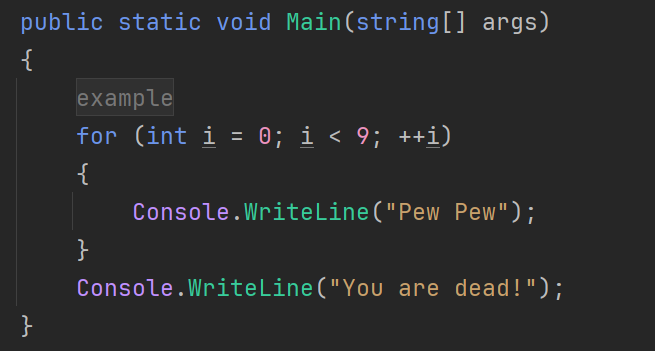 public static void Main(string[] args)
{
    example
    for (int i = 0; i < 9; ++i)
    {
        Console.WriteLine("Pew Pew");
    }
    Console.WriteLine("You are dead!");
}